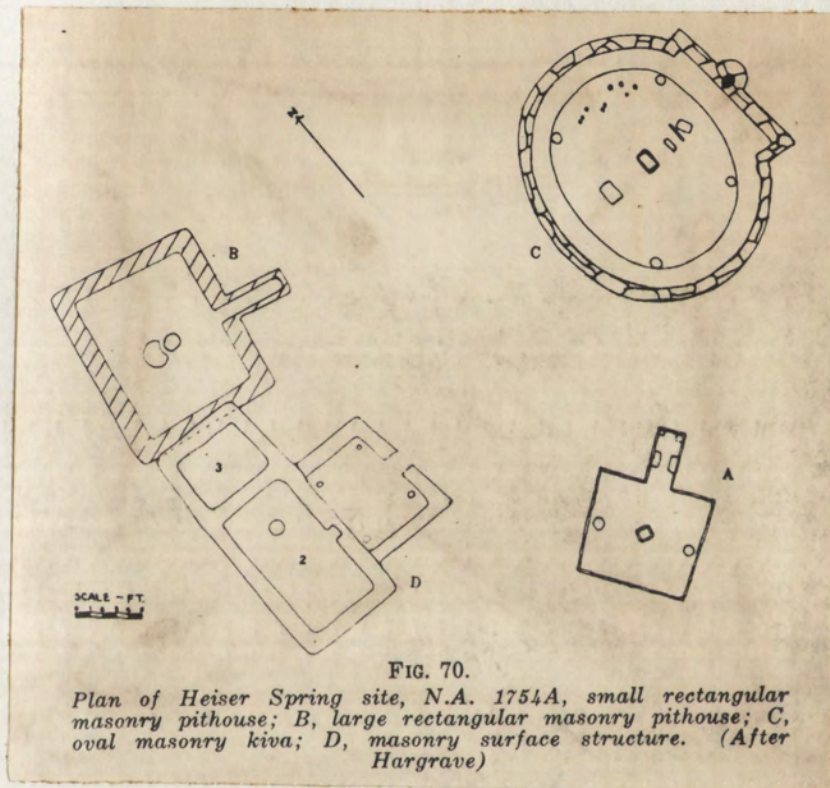 N
B
C
A
3
2
D
SCALE – FT.
FIG. 70.
Plan of Heiser Spring site, N.A. 1754A, small rectangular
masonry pithouse; B, large rectangular masonry pithouse; C,
oval masonry kiva; D, masonry surface structure. (After
Hargrave)